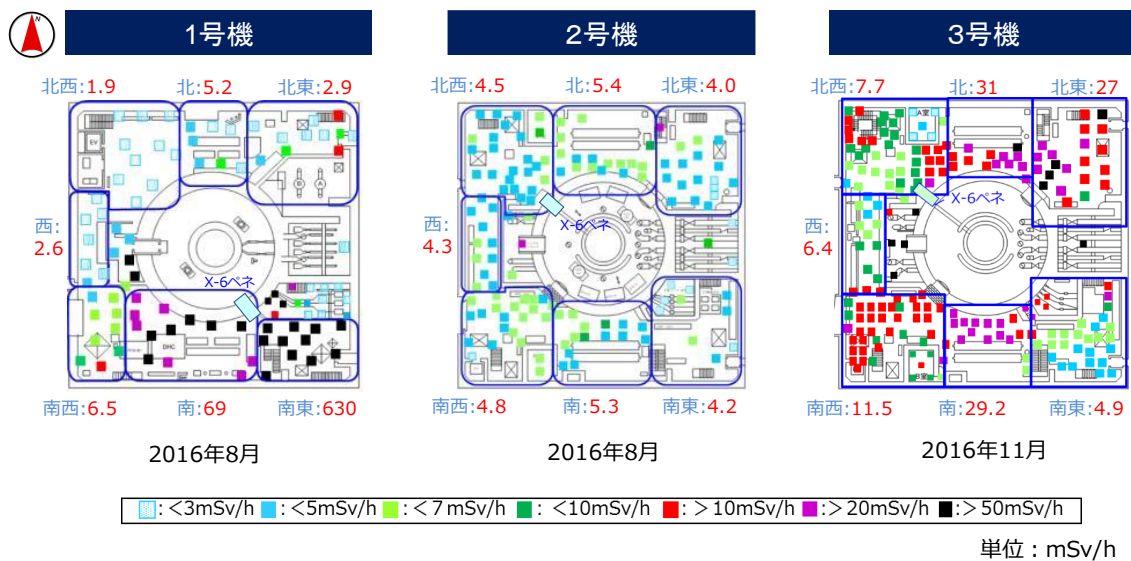 N
1号機
2号機
3号機
北西:1.9 北:5.2 北東:2.9
北西:4.5 北:5.4 北東:4.0
北西:7.7 北:31 北東:27
EV
B A
A室
西:
2.6
X-6ペネ
西:
4.3
X-6ペネ
西:
6.4
X-6ペネ
DHC
B室
南西:6.5 南:69 南東:630
南西:4.8 南:5.3 南東:4.2
南西:11.5 南:29.2 南東:4.9
2016年8月
2016年8月
2016年11月
:<3mSv/h :<5mSv/h :<7mSv/h :<10mSv/h :>10mSv/h :>20mSv/h :>50mSv/h
単位：mSv/h